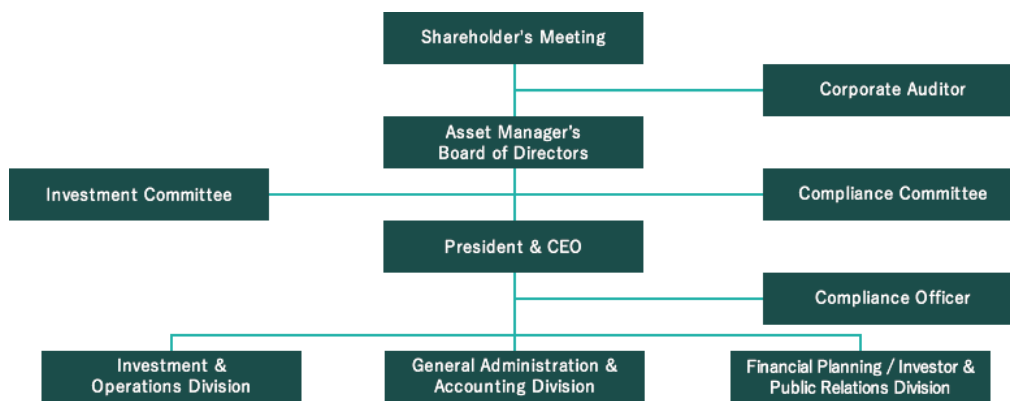 Shareholder's Meeting
Corporate Auditor
Asset Manager's
Board of Directors
Investment Committee
Compliance Committee
President & CEO
Compliance Officer
Investment &
Operations Division
General Administration &
Accounting Division
Financial Planning / Investor &
Public Relations Division